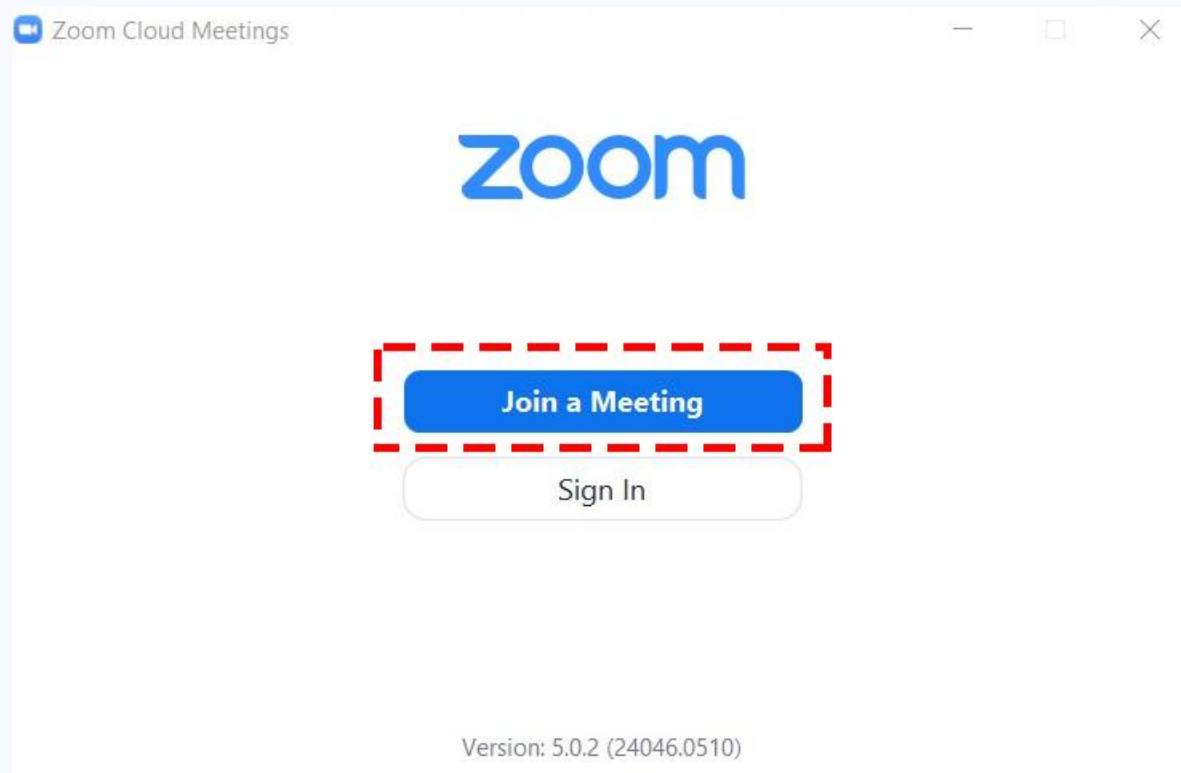 Zoom Cloud Meetings
zoom
Join a Meeting
Sign In
Version: 5.0.2 (24046.0510)